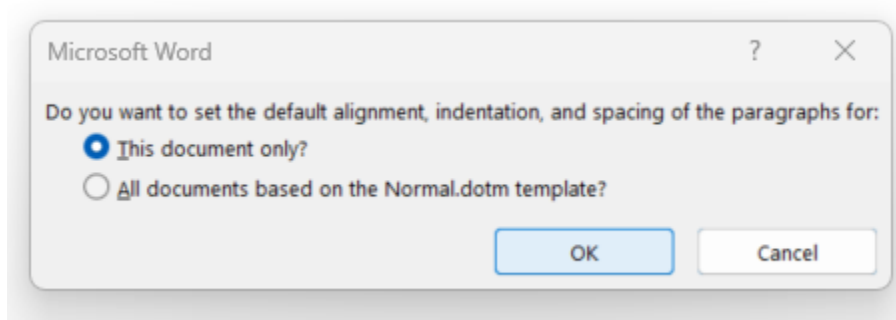 Microsoft Word
Do you want to set the default alignment, indentation, and spacing of the paragraphs for:
This document only?
All documents based on the Normal.dotm template?
OK Cancel